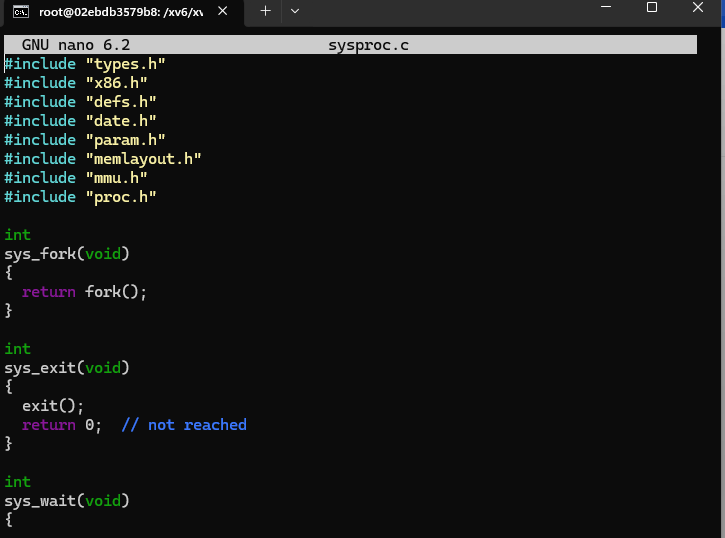 root@02ebdb3579b8: /xv6/xv
GNU nano 6.2 sysproc.c
#include "types.h"
#include "x86.h"
#include "defs.h"
#include "date.h"
#include "param.h"
#include "memlayout.h"
#include "mmu.h"
#include "proc.h"
int
sys_fork(void)
{
  return fork();
}
int
sys_exit(void)
{
  exit();
  return 0;  // not reached
}
int
sys_wait(void)
{